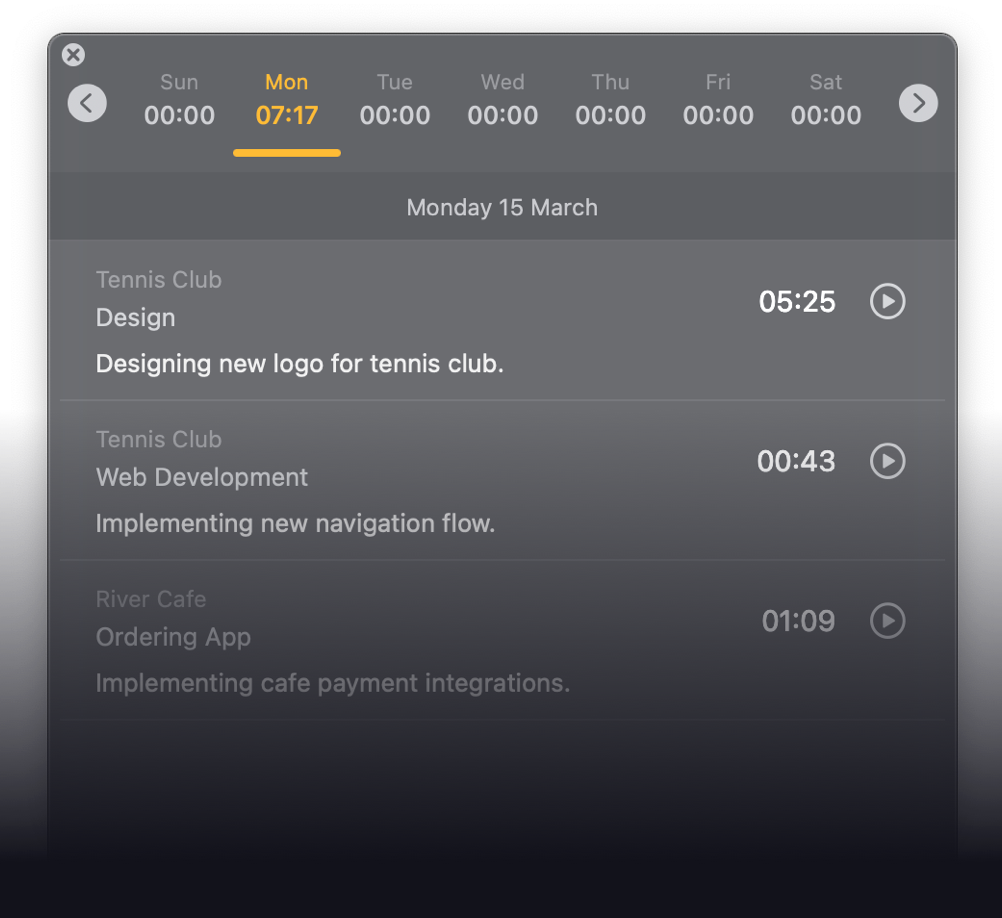 Sun Mon Tue Wed Thu Fri Sat
00:00 07:17 00:00 00:00 00:00 00:00 00:00
Monday 15 March
Tennis Club
Design
05:25
Designing new logo for tennis club.
Tennis Club
Web Development
00:43
Implementing new navigation flow.
River Cafe
Ordering App
01:09
Implementing cafe payment integrations.